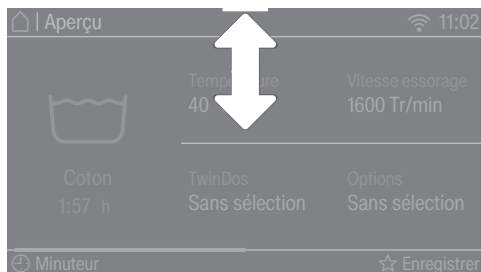 | Aperçu 11:02
Température Vitesse essorage
40 1600 Tr/min
Coton TwinDos Options
1:57 h Sans sélection Sans sélection
Minuteur Enregistrer